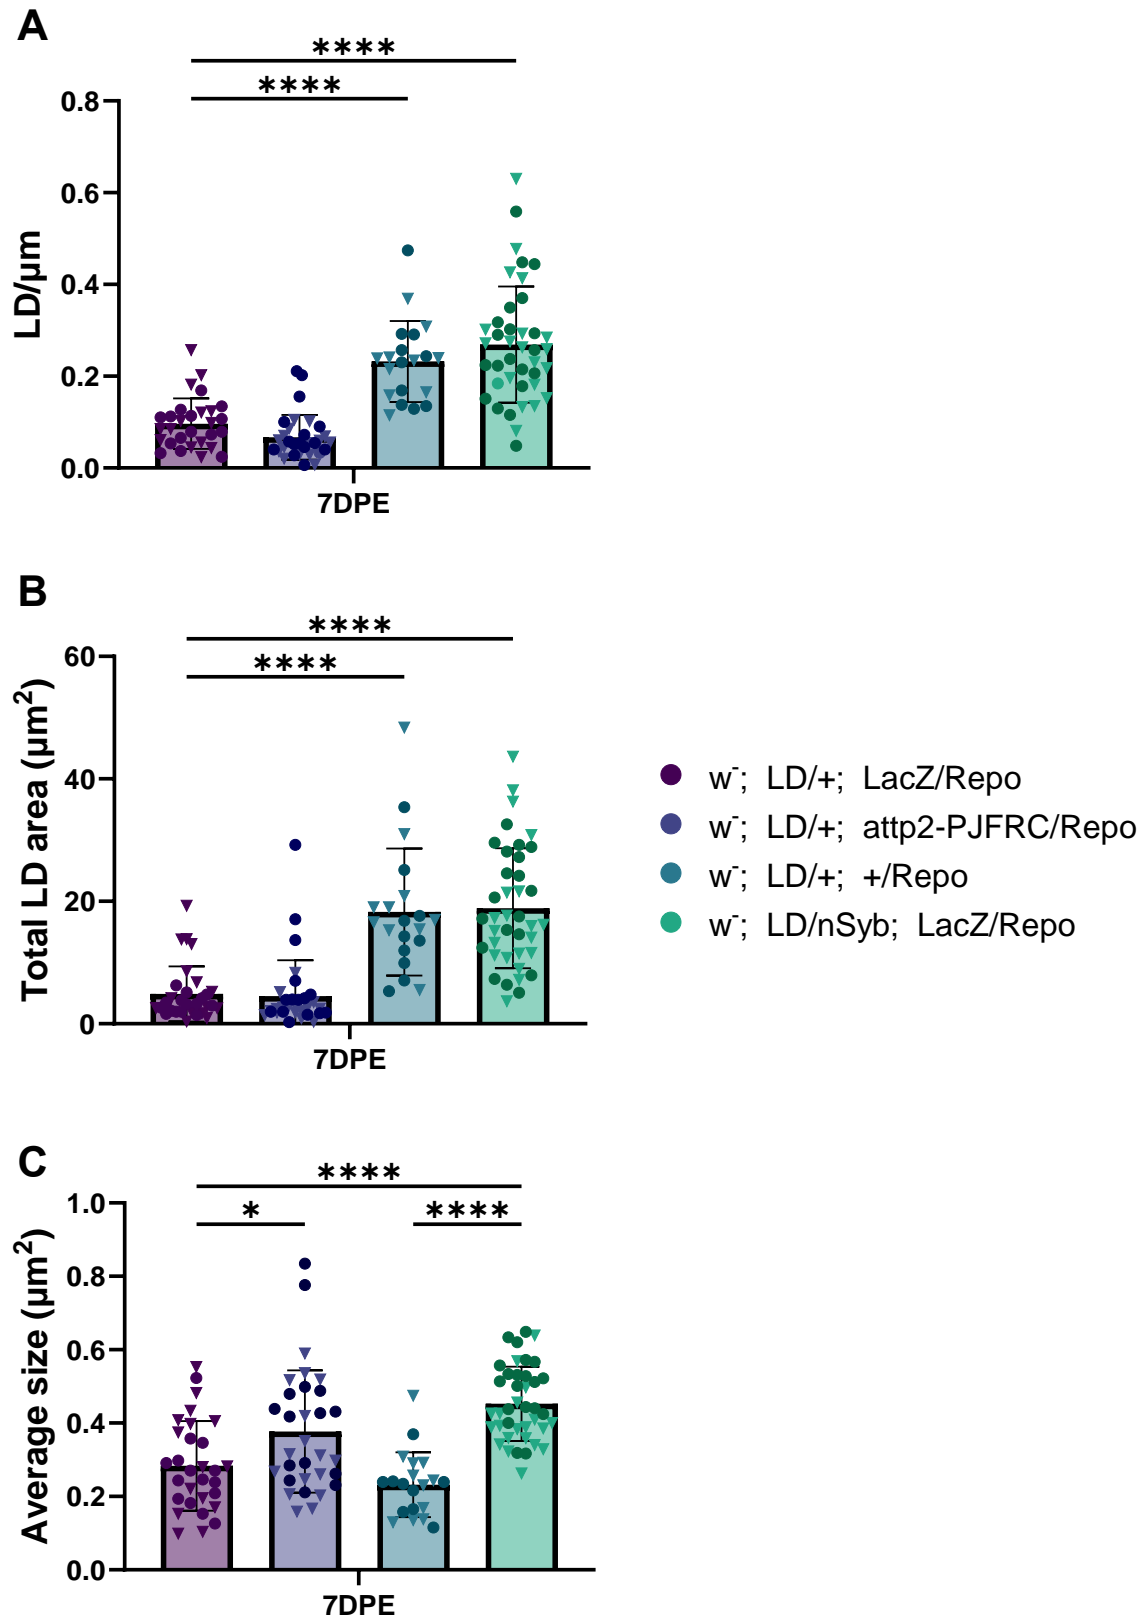 A
****
****
0.8
0.6
0.4
0.2
0.0
LD/µm
7DPE
B
****
****
60
40
20
0
Total LD area (µm²)
7DPE
w⁻; LD/+; LacZ/Repo
w⁻; LD/+; attp2-PJFRC/Repo
w⁻; LD/+; +/Repo
w⁻; LD/nSyb; LacZ/Repo
C
****
* ****
1.0
0.8
0.6
0.4
0.2
0.0
Average size (µm²)
7DPE